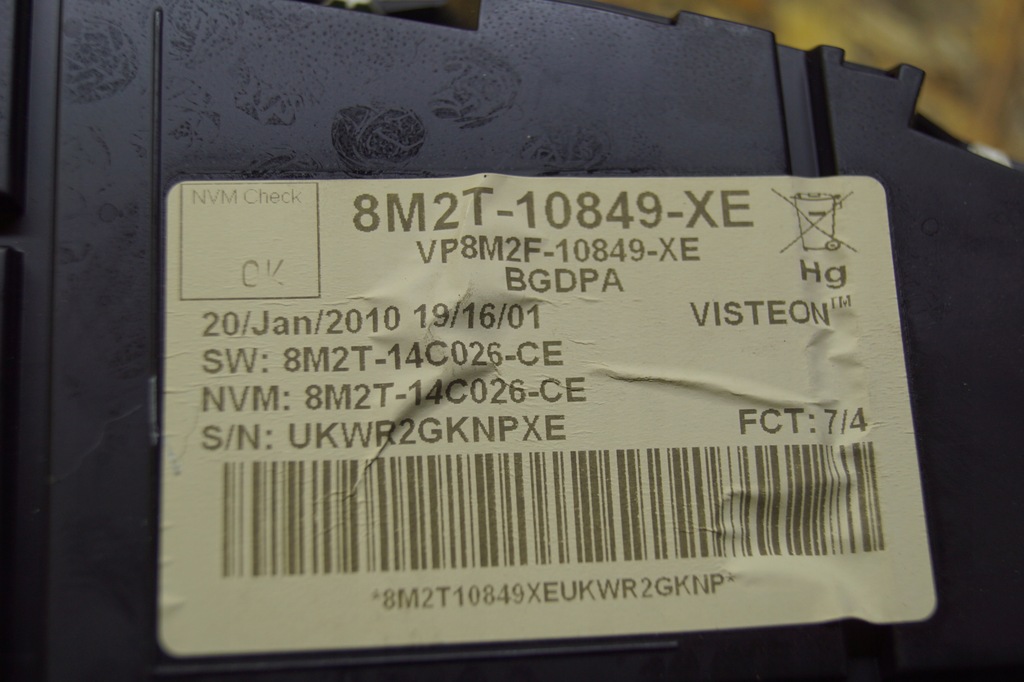 NVM Check
OK
8M2T-10849-XE
VP8M2F-10849-XE
BGDPA
Hg
20/Jan/2010 19/16/01
VISTEON™
SW: 8M2T-14C026-CE
NVM: 8M2T-14C026-CE
S/N: UKWR2GKNPXE
FCT: 7/4
*8M2T10849XEUKWR2GKNP*